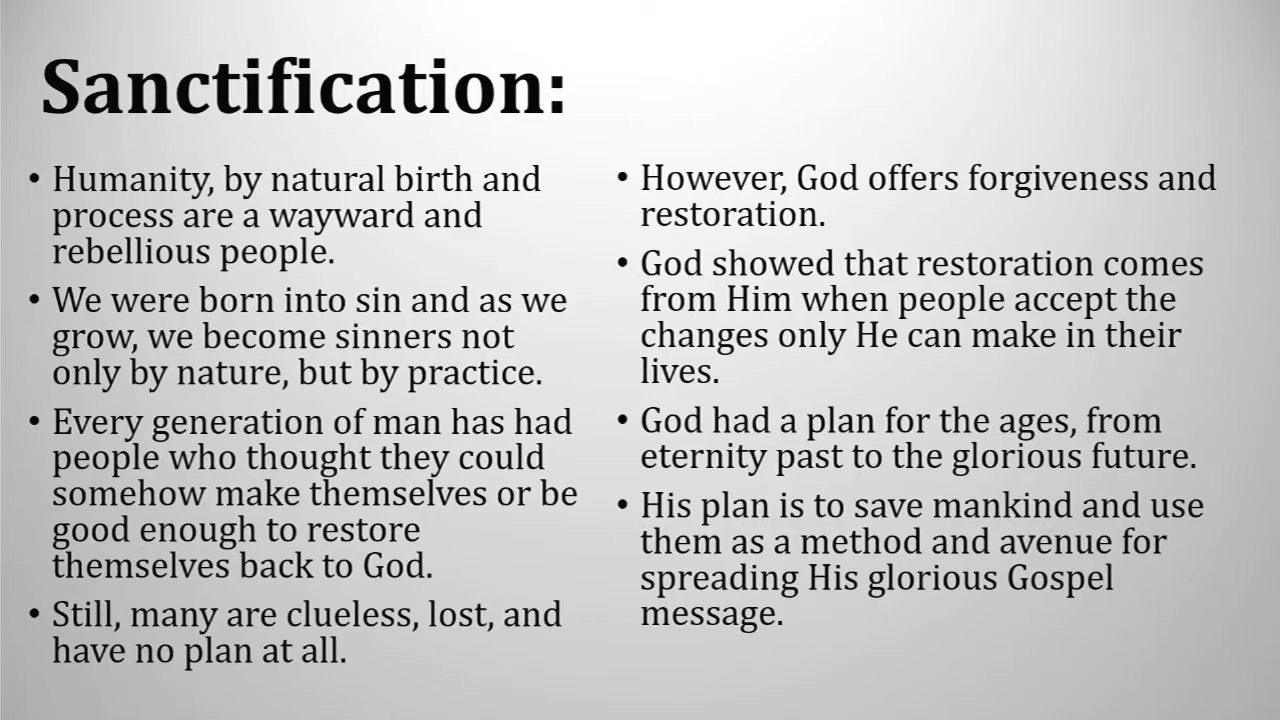 Sanctification:
• Humanity, by natural birth and
process are a wayward and
rebellious people.
• We were born into sin and as we
grow, we become sinners not
only by nature, but by practice.
• Every generation of man has had
people who thought they could
somehow make themselves or be
good enough to restore
themselves back to God.
• Still, many are clueless, lost, and
have no plan at all.
• However, God offers forgiveness and
restoration.
• God showed that restoration comes
from Him when people accept the
changes only He can make in their
lives.
• God had a plan for the ages, from
eternity past to the glorious future.
• His plan is to save mankind and use
them as a method and avenue for
spreading His glorious Gospel
message.